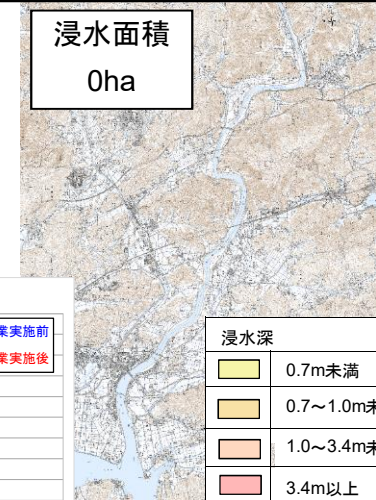 浸水面積
0ha
業実施前
業実施後
浸水深
0.7m未満
0.7～1.0m未
1.0～3.4m未
3.4m以上